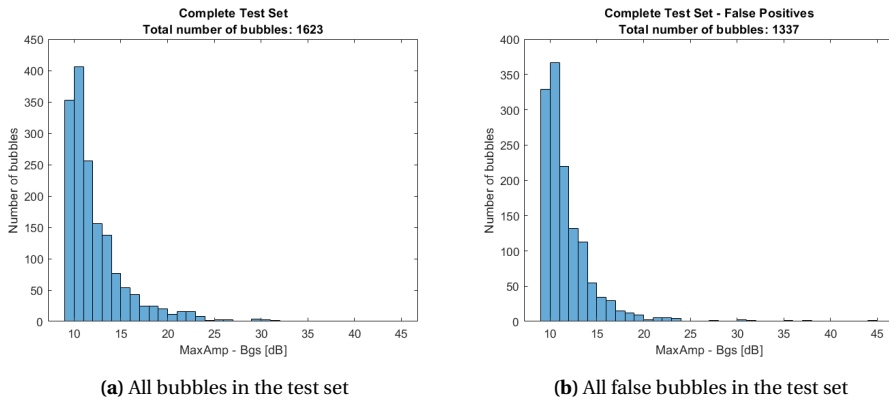 Complete Test Set
Total number of bubbles: 1623
450
400
350
300
250
200
150
100
50
0
Number of bubbles
10 15 20 25 30 35 40 45
MaxAmp - Bgs [dB]
(a) All bubbles in the test set
Complete Test Set - False Positives
Total number of bubbles: 1337
400
350
300
250
200
150
100
50
0
Number of bubbles
10 15 20 25 30 35 40 45
MaxAmp - Bgs [dB]
(b) All false bubbles in the test set